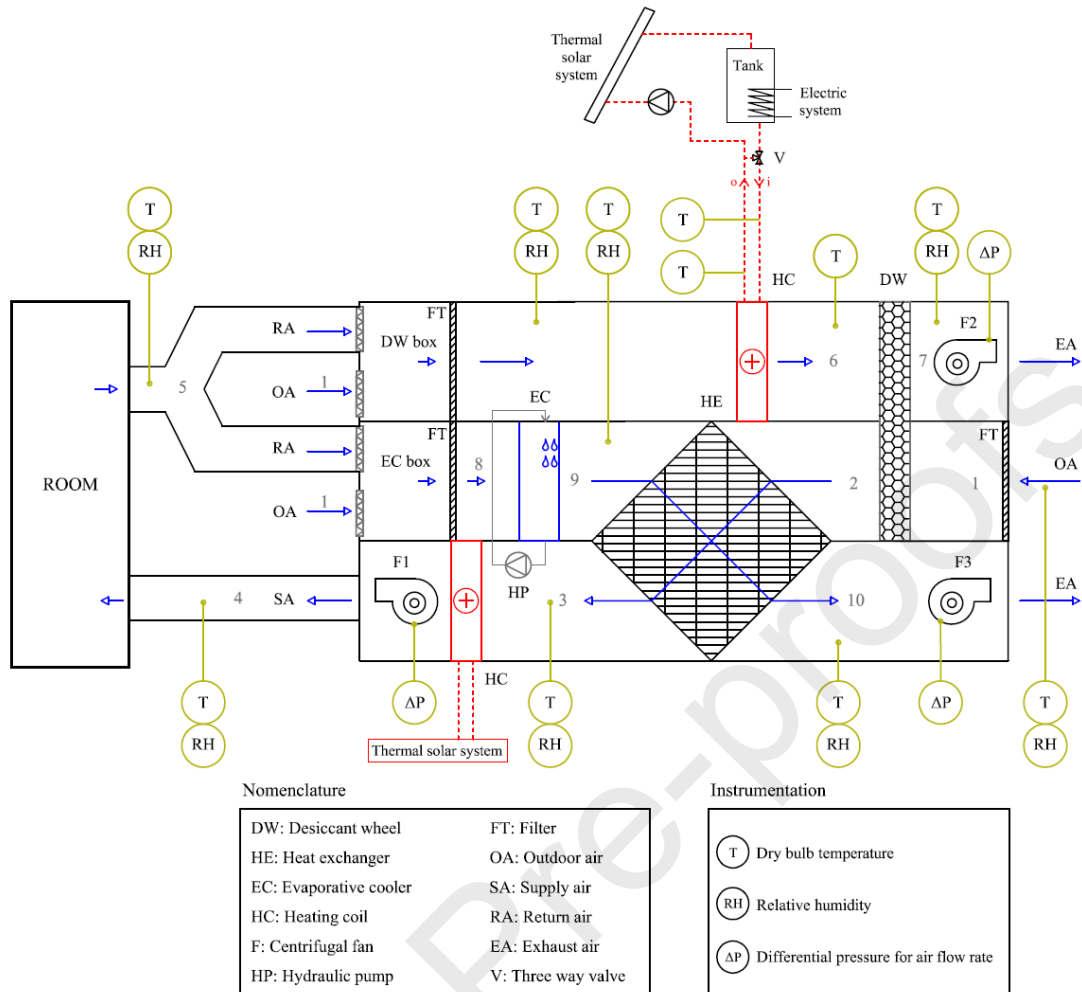 Thermal
solar
system
Tank
Electric
system
V
o
i
T
RH
T
RH
T
RH
T
T
T
T
RH
ΔP
HC
DW
FT
RA
DW box
F2
EA
6
7
5
OA
1
EC
HE
RA
FT
FT
ROOM
EC box
8
9
2
1
OA
OA
1
F1
F3
HP
4
SA
3
10
EA
HC
T
RH
ΔP
T
RH
T
RH
ΔP
T
RH
Thermal solar system
Nomenclature
DW: Desiccant wheel
HE: Heat exchanger
EC: Evaporative cooler
HC: Heating coil
F: Centrifugal fan
HP: Hydraulic pump
FT: Filter
OA: Outdoor air
SA: Supply air
RA: Return air
EA: Exhaust air
V: Three way valve
Instrumentation
T Dry bulb temperature
RH Relative humidity
ΔP Differential pressure for air flow rate
Pre-proofs